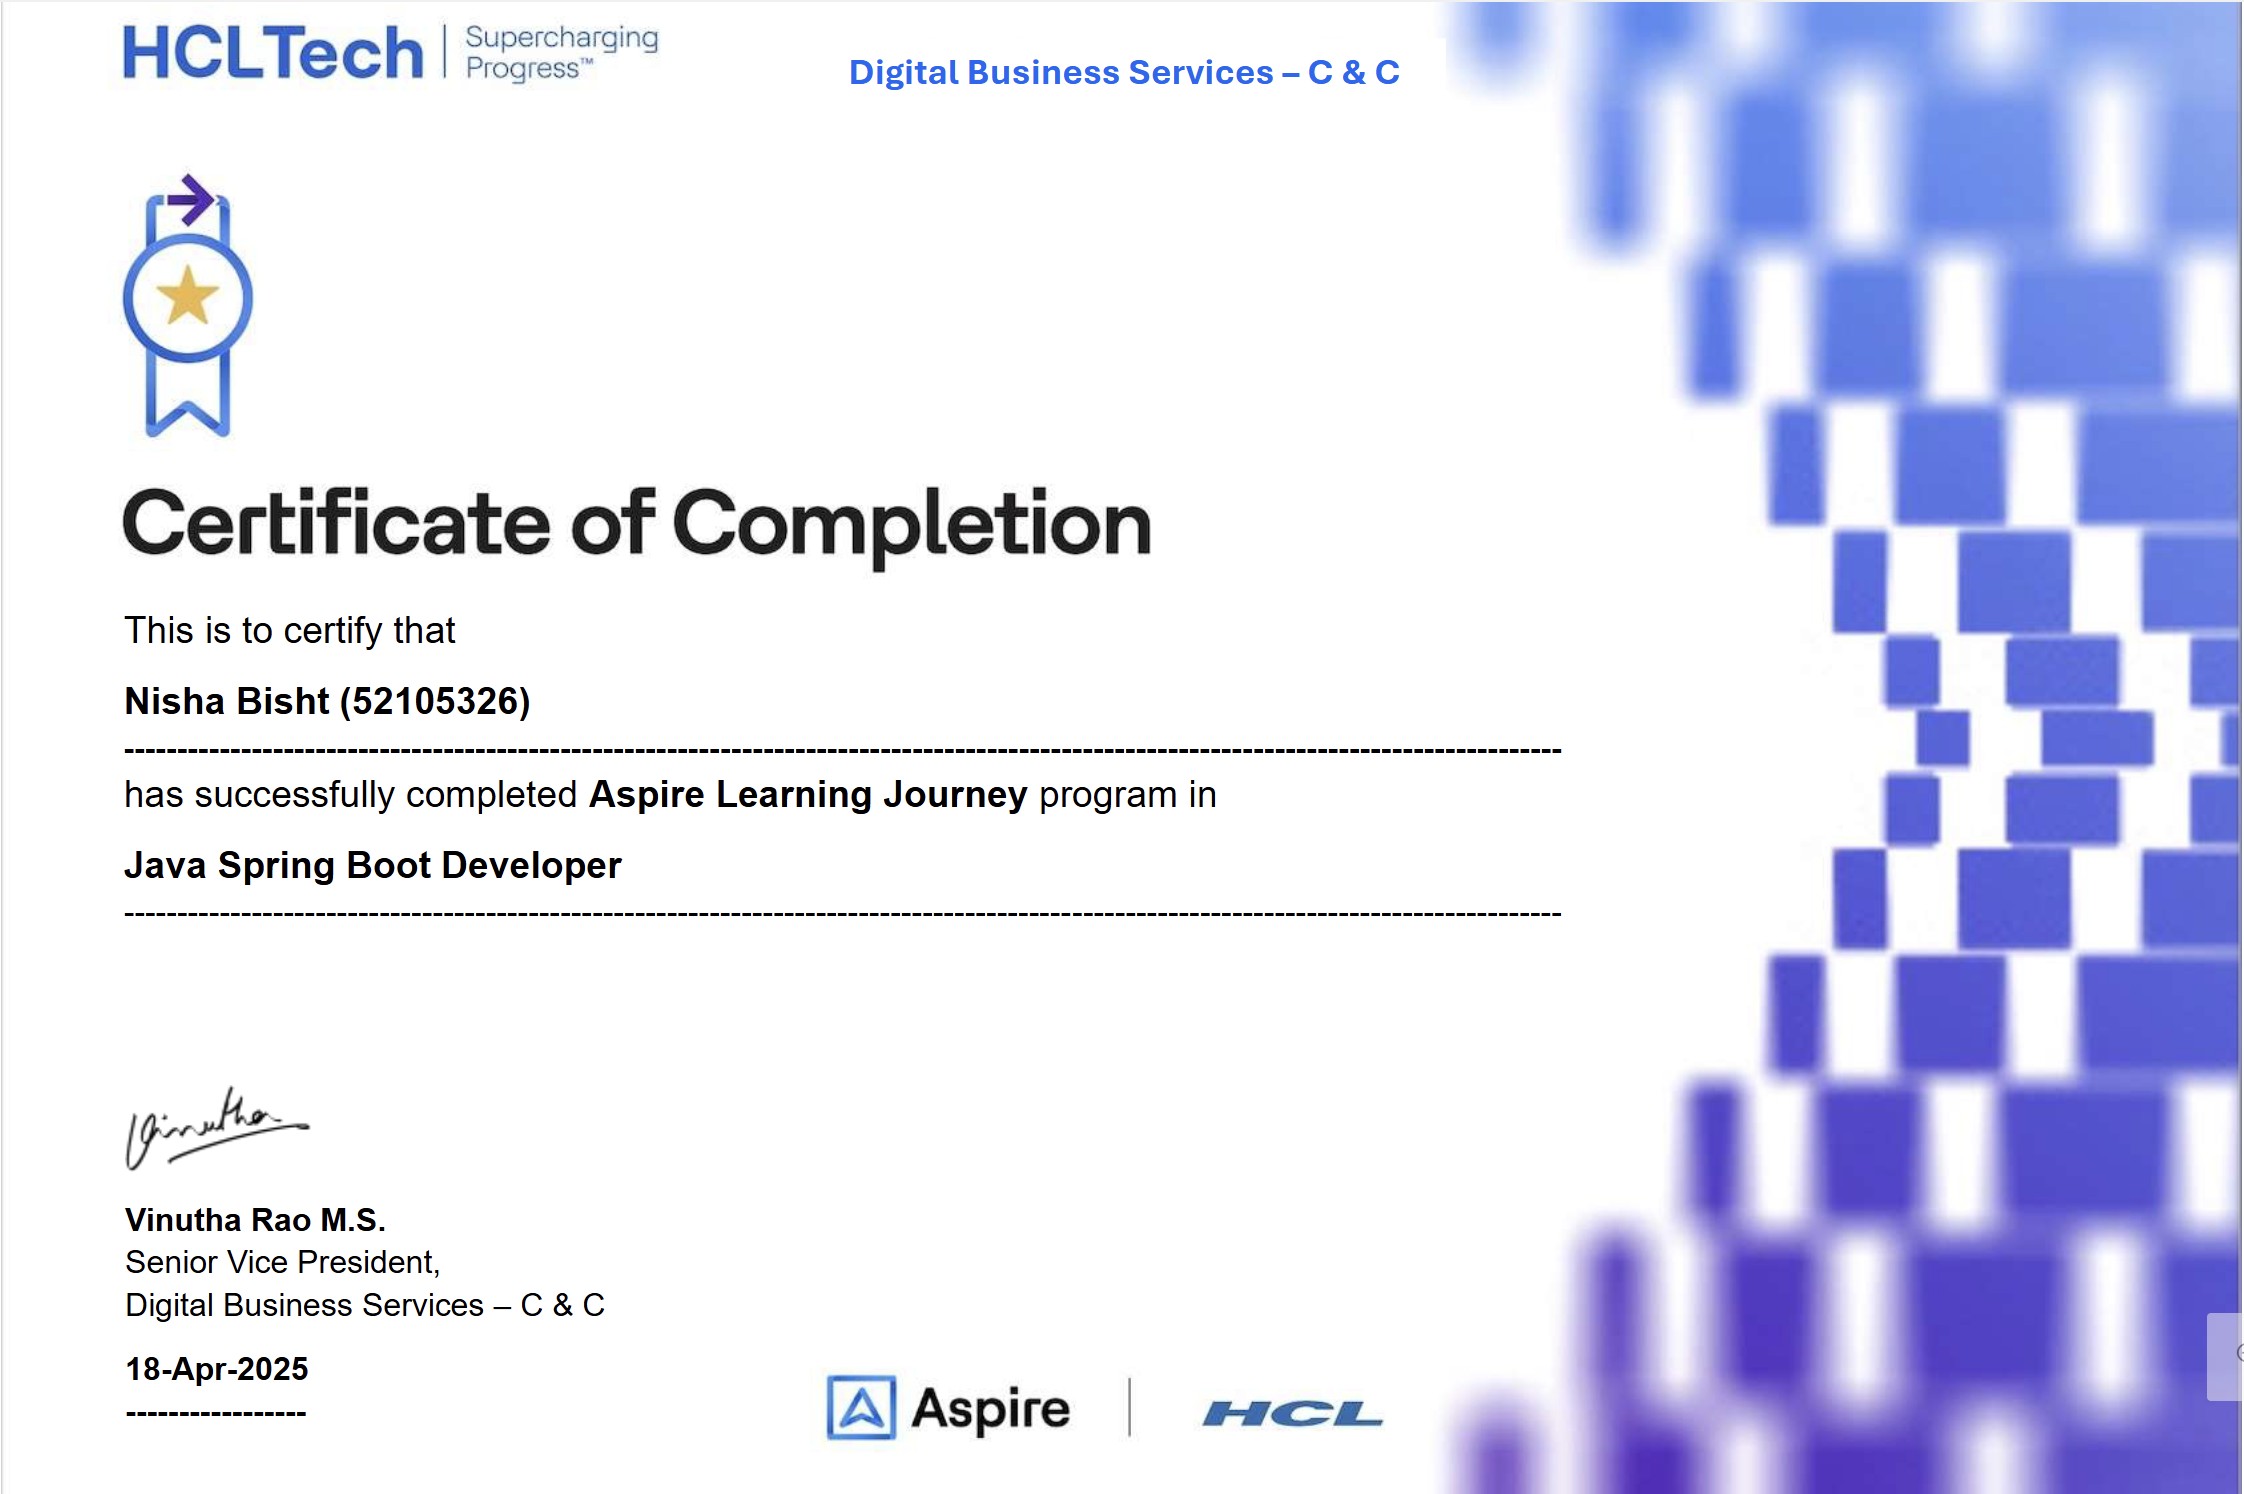 HCLTech
Supercharging
Progress™
Digital Business Services – C & C
Certificate of Completion
This is to certify that
Nisha Bisht (52105326)
has successfully completed Aspire Learning Journey program in
Java Spring Boot Developer
Vinutha
Vinutha Rao M.S.
Senior Vice President,
Digital Business Services – C & C
18-Apr-2025
Aspire
HCL